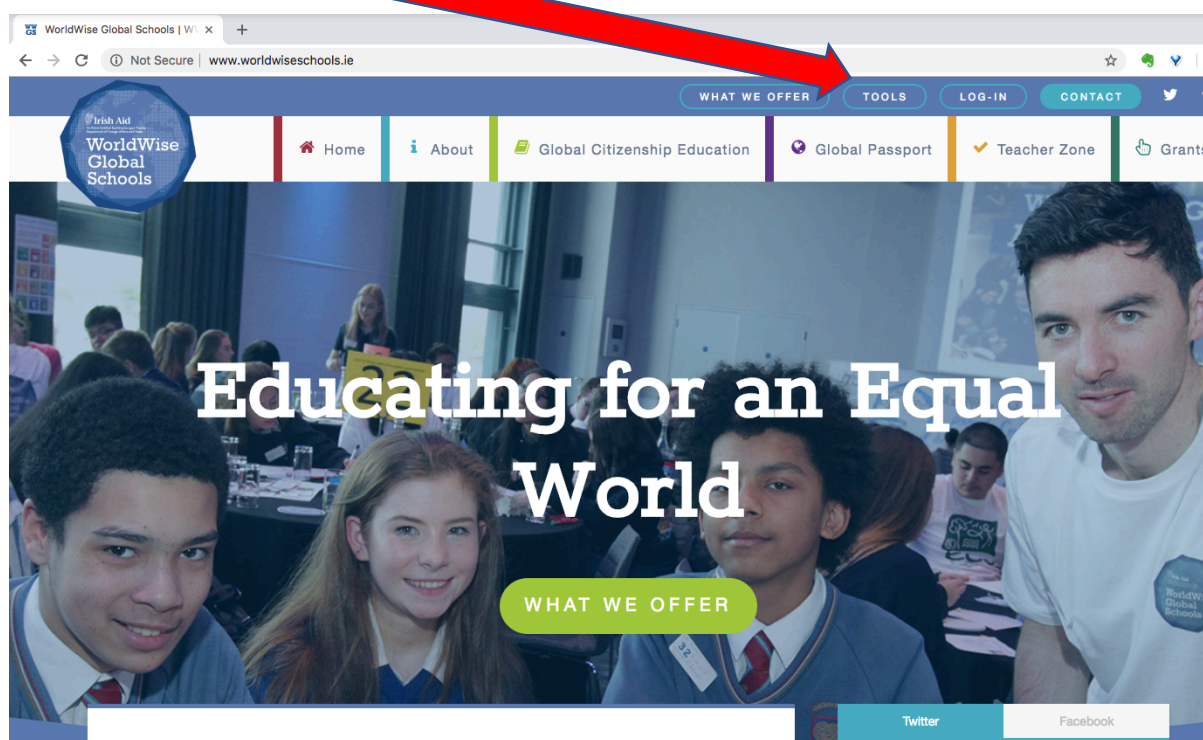 WorldWise Global Schools | W
Not Secure | www.worldwiseschools.ie
WHAT WE OFFER
TOOLS
LOG-IN
CONTACT
Irish Aid
WorldWise
Global
Schools
Home
About
Global Citizenship Education
Global Passport
Teacher Zone
Grants
Educating for an Equal
World
WHAT WE OFFER
32
Twitter
Facebook